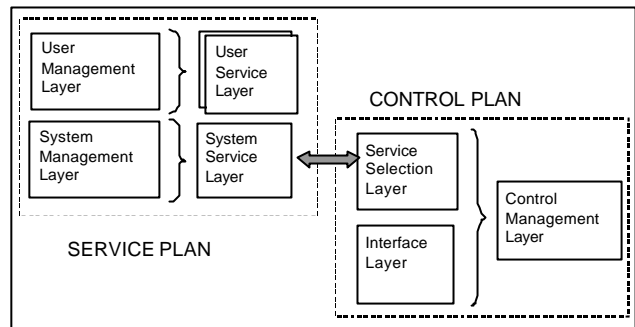 User
Management
Layer
User
Service
Layer
System
Management
Layer
System
Service
Layer
SERVICE PLAN
CONTROL PLAN
Service
Selection
Layer
Interface
Layer
Control
Management
Layer